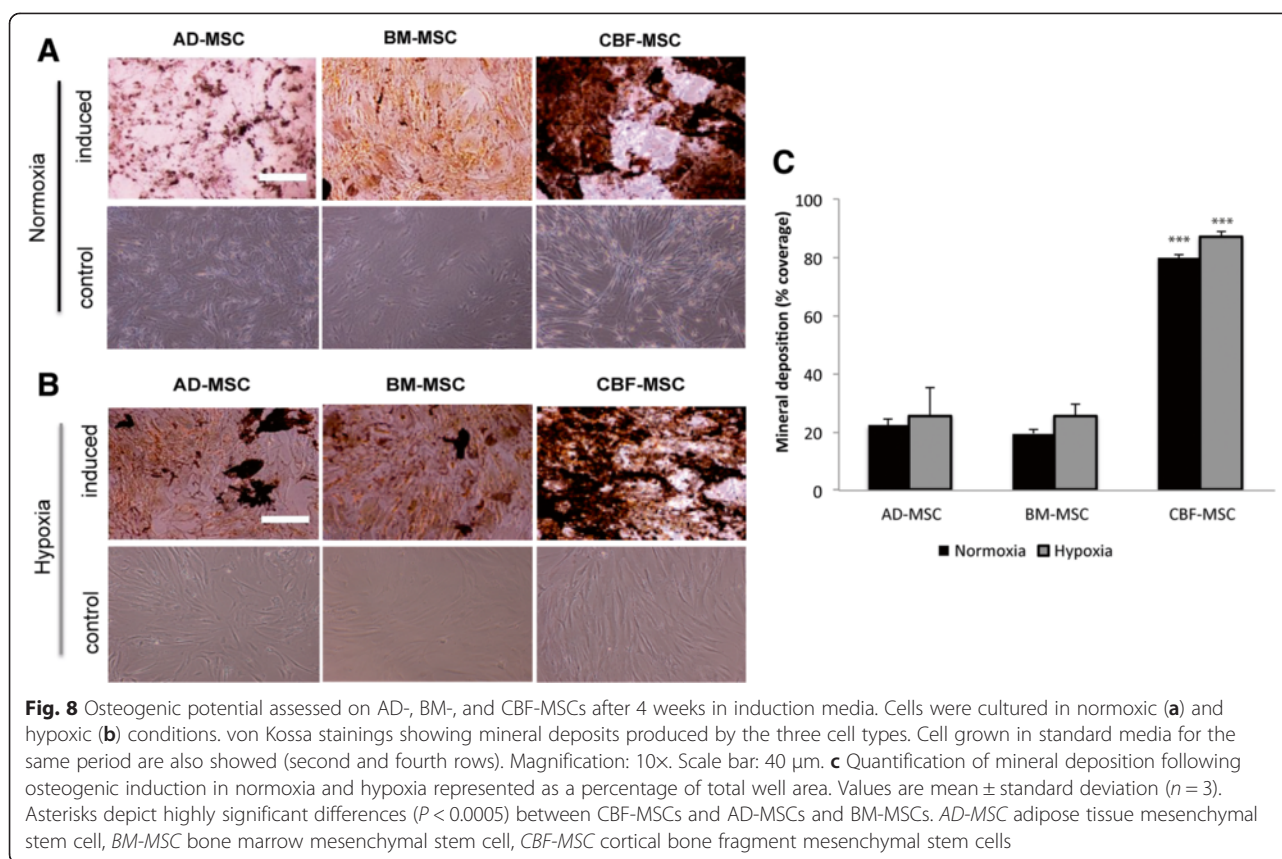 A
AD-MSC
BM-MSC
CBF-MSC
Normoxia
induced
control
B
AD-MSC
BM-MSC
CBF-MSC
Hypoxia
induced
control
C
Mineral deposition (% coverage)
100
80
60
40
20
0
***
***
AD-MSC
BM-MSC
CBF-MSC
Normoxia
Hypoxia
Fig. 8 Osteogenic potential assessed on AD-, BM-, and CBF-MSCs after 4 weeks in induction media. Cells were cultured in normoxic (a) and
hypoxic (b) conditions. von Kossa stainings showing mineral deposits produced by the three cell types. Cell grown in standard media for the
same period are also showed (second and fourth rows). Magnification: 10×. Scale bar: 40 μm. c Quantification of mineral deposition following
osteogenic induction in normoxia and hypoxia represented as a percentage of total well area. Values are mean ± standard deviation (n = 3).
Asterisks depict highly significant differences (P < 0.0005) between CBF-MSCs and AD-MSCs and BM-MSCs. AD-MSC adipose tissue mesenchymal
stem cell, BM-MSC bone marrow mesenchymal stem cell, CBF-MSC cortical bone fragment mesenchymal stem cells